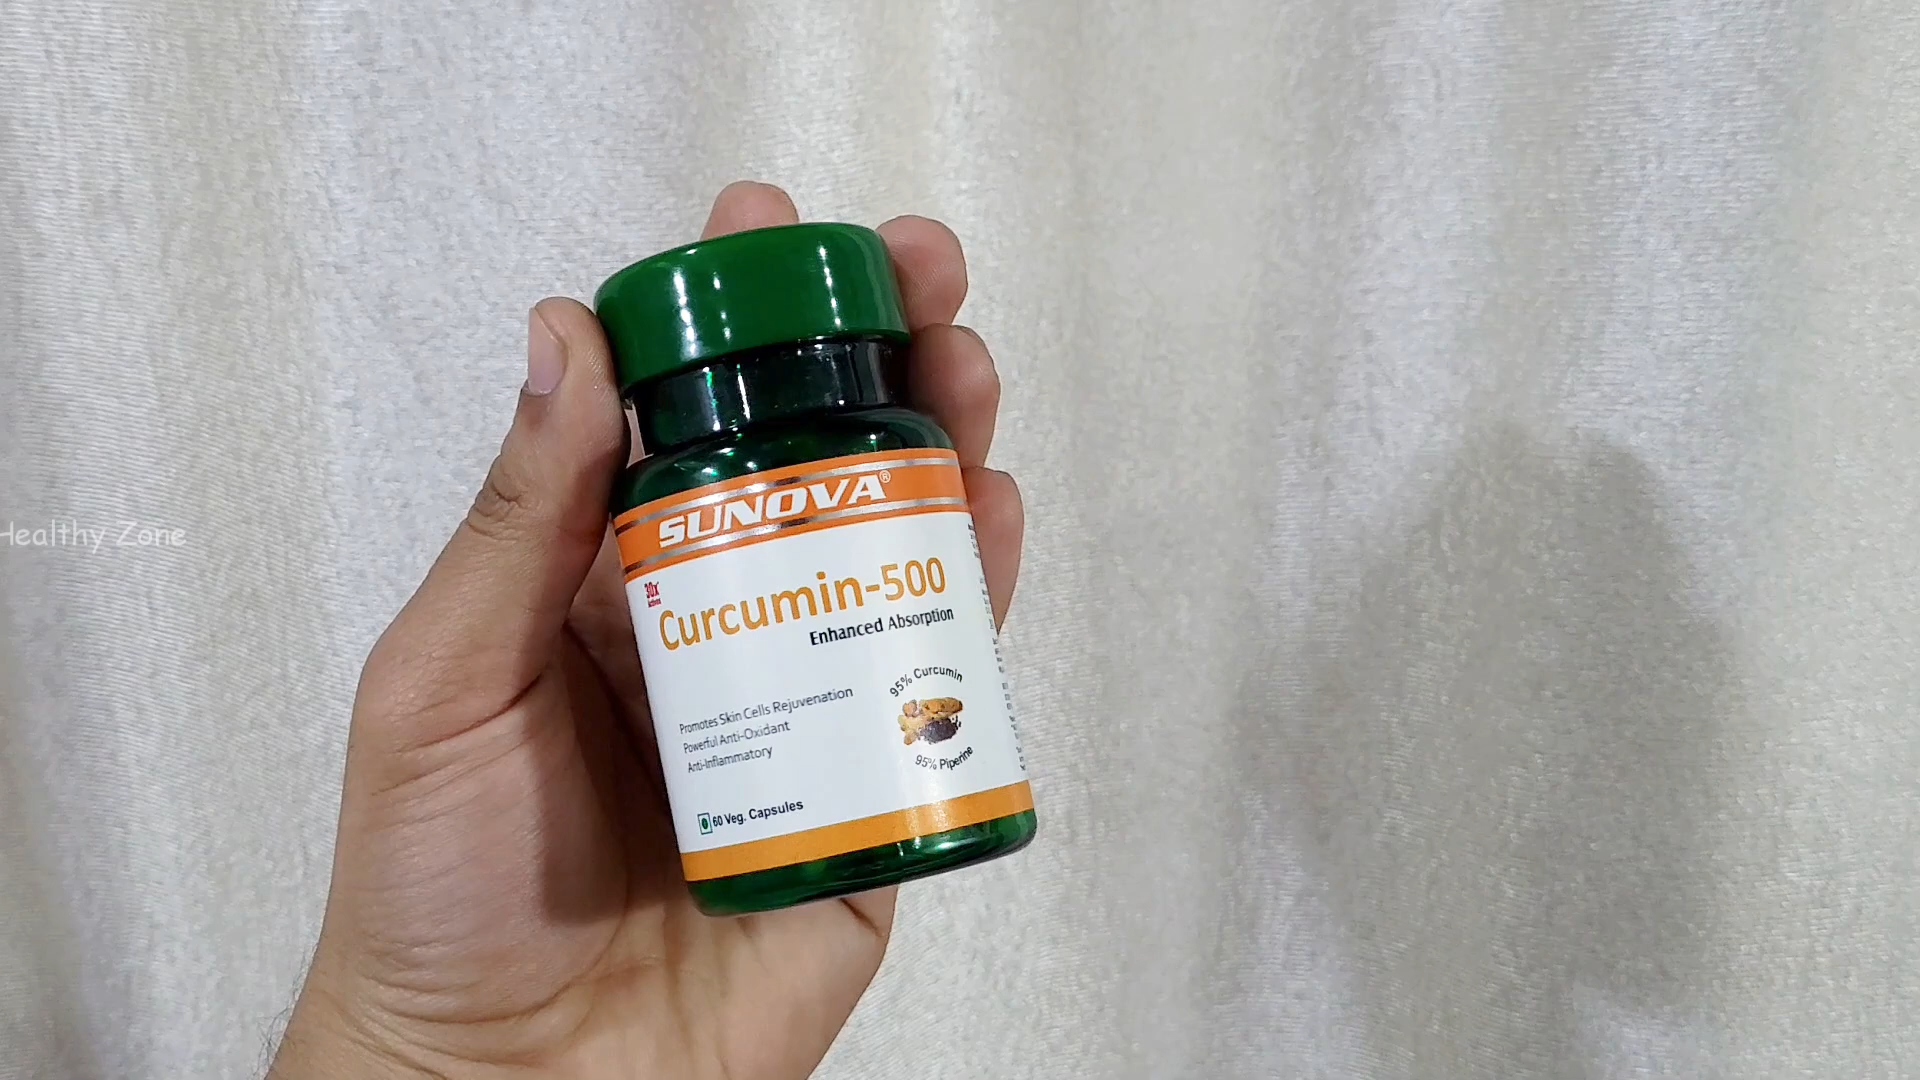 Healthy Zone
SUNOVA®
30x
Actives
Curcumin-500
Enhanced Absorption
95% Curcumin
Promotes Skin Cells Rejuvenation
Powerful Anti-Oxidant
Anti-Inflammatory
95% Piperine
60 Veg. Capsules